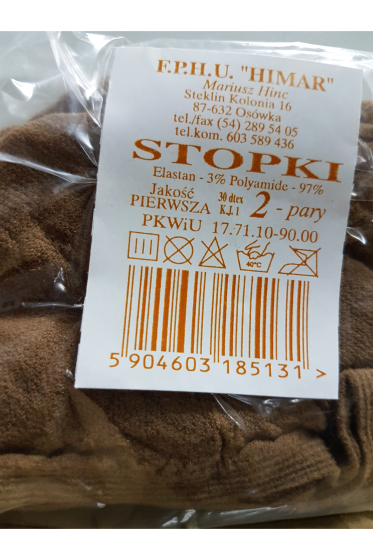 F.P.H.U. "HIMAR"
Mariusz Hinc
Steklin Kolonia 16
87-632 Osówka
tel./fax (54) 289 54 05
tel.kom. 603 589 436
STOPKI
Elastan - 3% Polyamide - 97%
Jakość 30 dtex
PIERWSZA K.j. 1 2 - pary
PKWiU 17.71.10-90.00
40°C
5 904603 185131 >